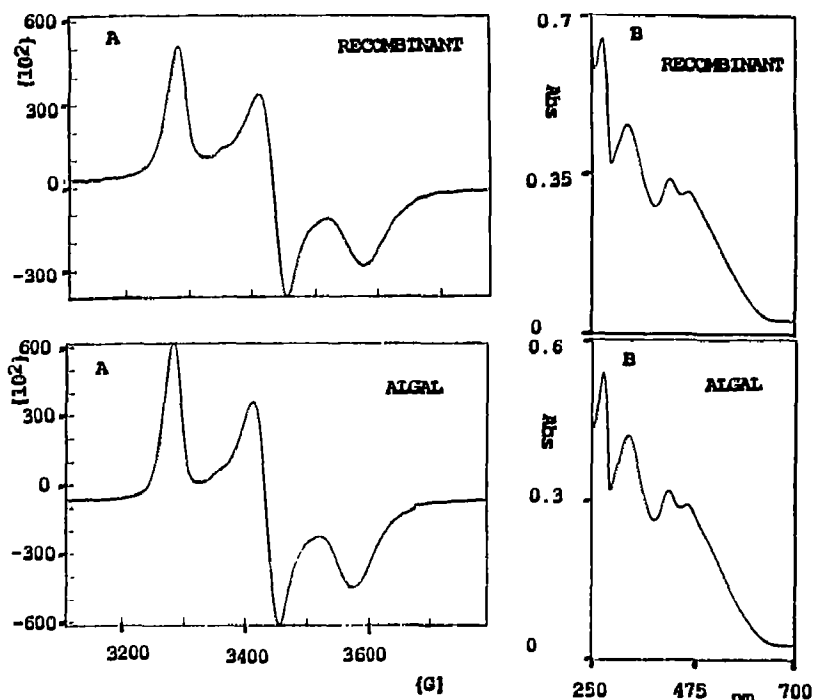 600
A
RECOMBINANT
{10²}
300
0
-300
0.7
B
RECOMBINANT
Abs
0.35
0
600
A
ALGAL
{10²}
300
0
-300
-600
3200
3400
3600
{G}
0.6
B
ALGAL
Abs
0.3
0
250
475
700
nm